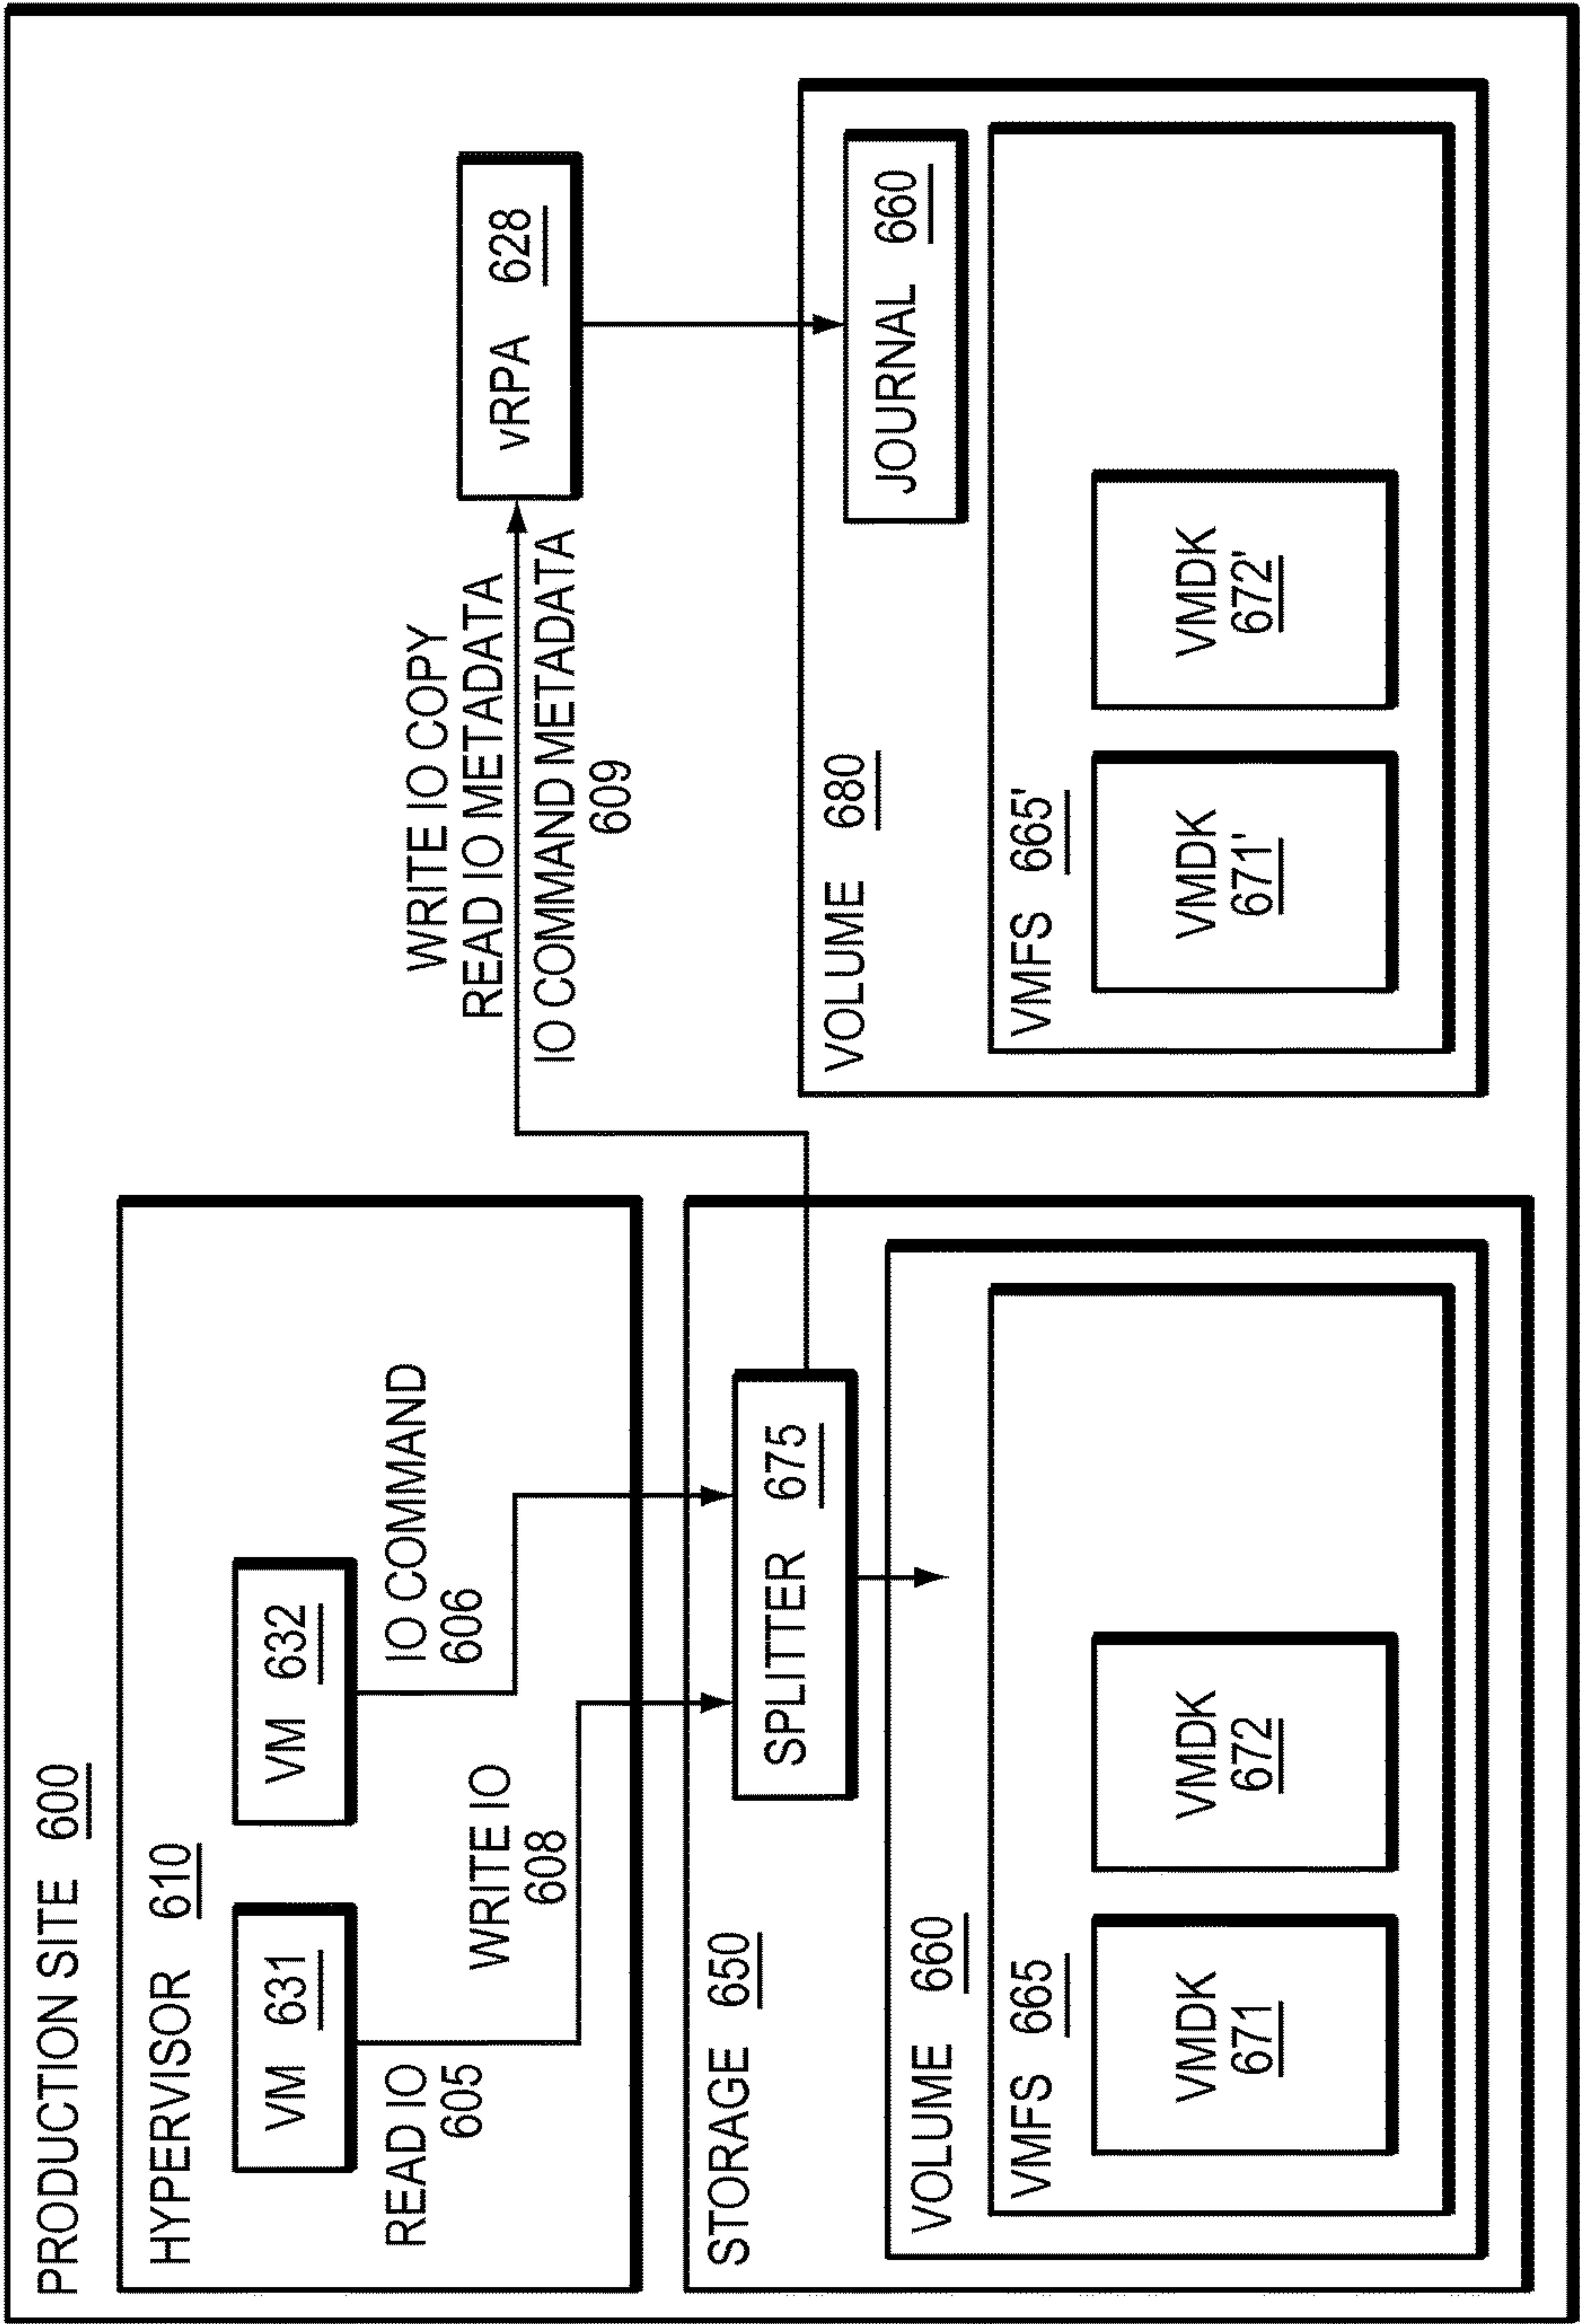 PRODUCTION SITE 600
HYPERVISOR 610
VM 631
VM 632
READ IO
605
WRITE IO
608
IO COMMAND
606
WRITE IO COPY
READ IO METADATA
IO COMMAND METADATA
609
vRPA 628
STORAGE 650
SPLITTER 675
VOLUME 660
VMFS 665
VMDK
671
VMDK
672
VOLUME 680
JOURNAL 660
VMFS 665'
VMDK
671'
VMDK
672'